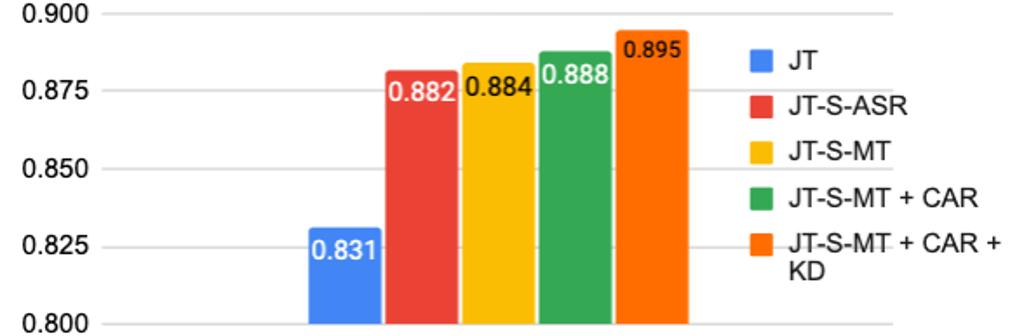 0.900
0.875
0.850
0.825
0.800
0.831
0.882
0.884
0.888
0.895
JT
JT-S-ASR
JT-S-MT
JT-S-MT + CAR
JT-S-MT + CAR +
KD